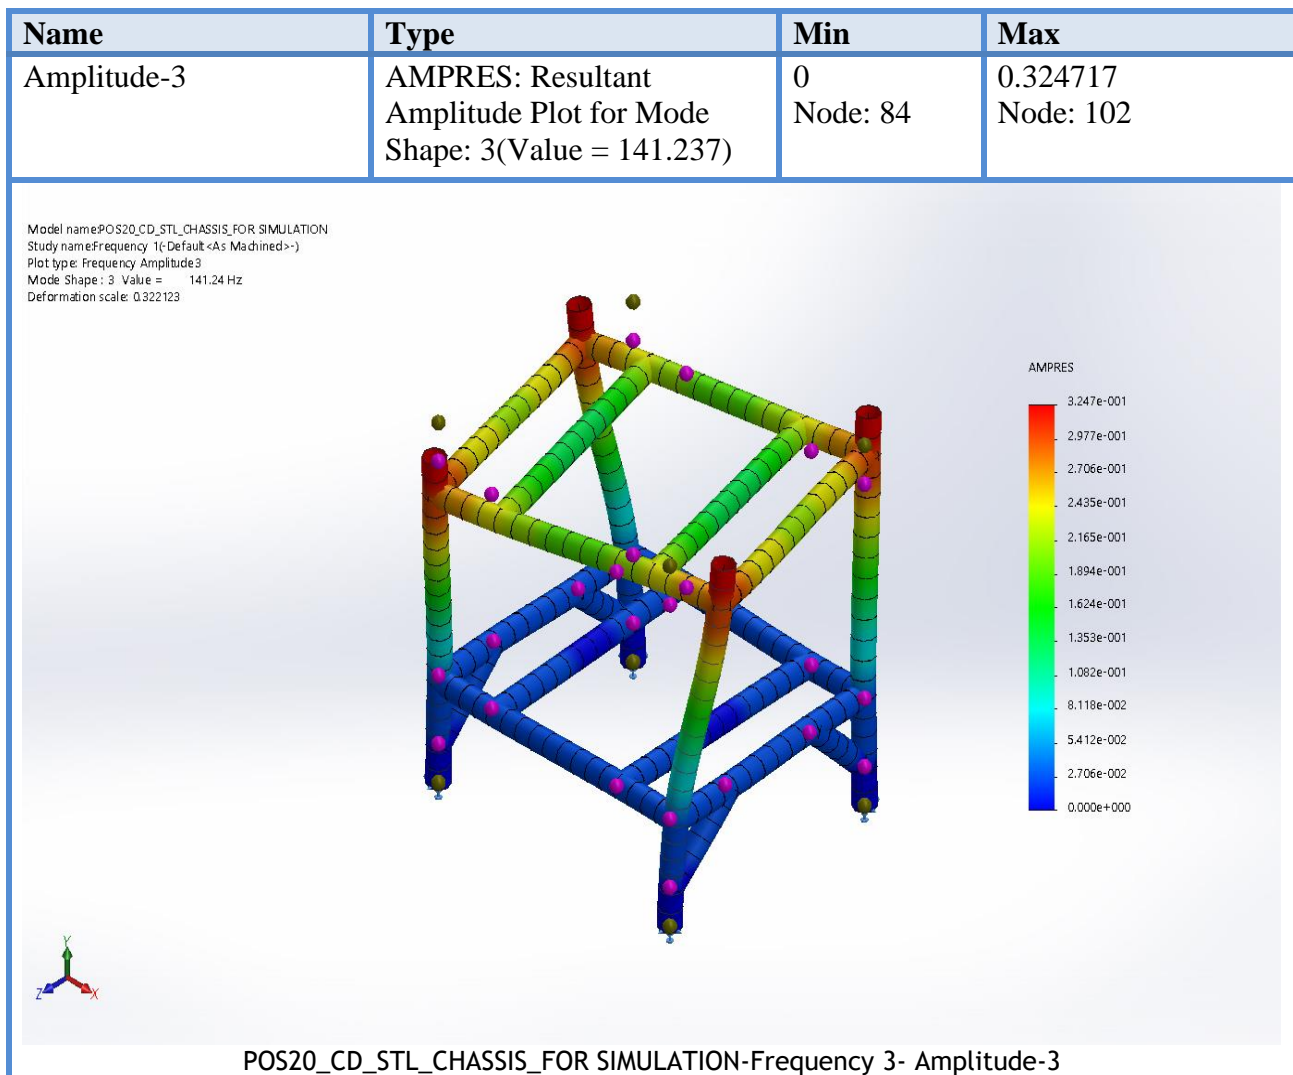 Name Type Min Max
Amplitude-3 AMPRES: Resultant 0 0.324717
Amplitude Plot for Mode Node: 84 Node: 102
Shape: 3(Value = 141.237)
Model name:POS20_CD_STL_CHASSIS_FOR SIMULATION
Study name:Frequency 1(-Default<As Machined>-)
Plot type: Frequency Amplitude3
Mode Shape : 3 Value = 141.24 Hz
Deformation scale: 0.322123
AMPRES
3.247e-001
2.977e-001
2.706e-001
2.435e-001
2.165e-001
1.894e-001
1.624e-001
1.353e-001
1.082e-001
8.118e-002
5.412e-002
2.706e-002
0.000e+000
Y
Z X
POS20_CD_STL_CHASSIS_FOR SIMULATION-Frequency 3- Amplitude-3